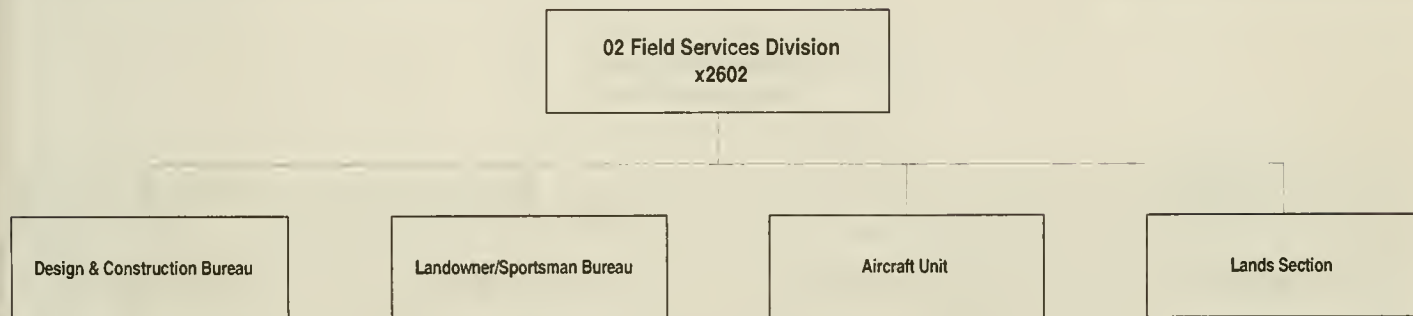 02 Field Services Division
x2602
Design & Construction Bureau
Landowner/Sportsman Bureau
Aircraft Unit
Lands Section